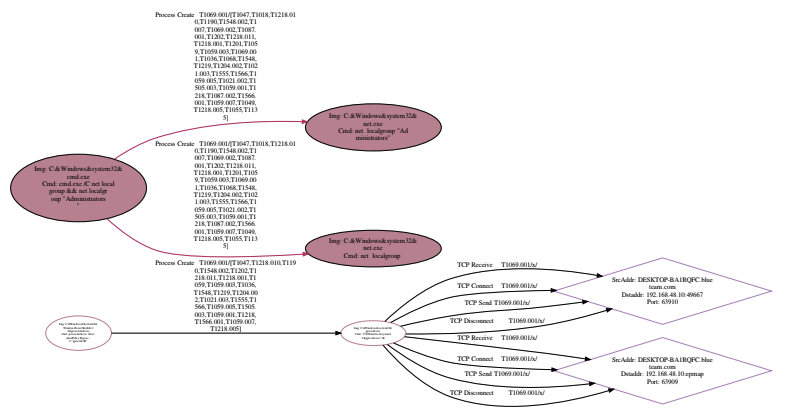 Process Create T1069.001/[T1047,T1018,T1218.01
0,T1190,T1548.002,T1
007,T1069.002,T1087.
001,T1202,T1218.011,
T1218.001,T1201,T105
9,T1059.003,T1069.00
1,T1036,T1068,T1548,
T1219,T1204.002,T102
1.003,T1555,T1566,T1
059.005,T1021.002,T1
505.003,T1059.001,T1
218,T1087.002,T1566.
001,T1059.007,T1049,
T1218.005,T1055,T113
5]
Img: C:&Windows&system32&
net.exe
Cmd: net localgroup "Ad
ministrators"
Process Create T1069.001/[T1047,T1018,T1218.01
0,T1190,T1548.002,T1
007,T1069.002,T1087.
001,T1202,T1218.011,
T1218.001,T1201,T105
9,T1059.003,T1069.00
1,T1036,T1068,T1548,
T1219,T1204.002,T102
1.003,T1555,T1566,T1
059.005,T1021.002,T1
505.003,T1059.001,T1
218,T1087.002,T1566.
001,T1059.007,T1049,
T1218.005,T1055,T113
5]
Img: C:&Windows&system32&
cmd.exe
Cmd: cmd.exe /C net local
group && net localgr
oup "Administrators
"
Img: C:&Windows&system32&
net.exe
Cmd: net localgroup
Process Create T1069.001/[T1047,T1218.010,T119
0,T1548.002,T1202,T1
218.011,T1218.001,T1
059,T1059.003,T1036,
T1548,T1219,T1204.00
2,T1021.003,T1555,T1
566,T1059.005,T1505.
003,T1059.001,T1218,
T1566.001,T1059.007,
T1218.005]
TCP Receive T1069.001/x/
TCP Connect T1069.001/x/
TCP Send T1069.001/x/
TCP Disconnect T1069.001/x/
SrcAddr: DESKTOP-BA1RQFC.blue
team.com
Dstaddr: 192.168.48.10:49667
Port: 63910
TCP Receive T1069.001/x/
TCP Connect T1069.001/x/
TCP Send T1069.001/x/
TCP Disconnect T1069.001/x/
SrcAddr: DESKTOP-BA1RQFC.blue
team.com
Dstaddr: 192.168.48.10:epmap
Port: 63909